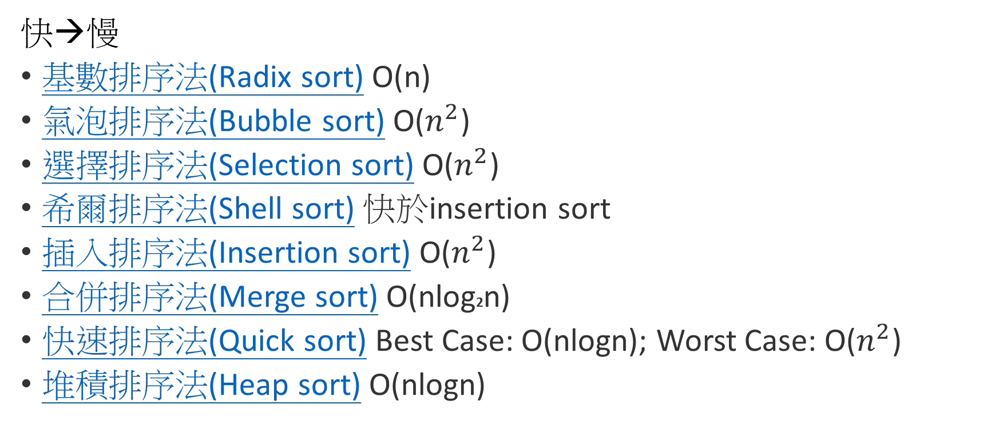 快→慢
• 基數排序法(Radix sort) O(n)
• 氣泡排序法(Bubble sort) O(n²)
• 選擇排序法(Selection sort) O(n²)
• 希爾排序法(Shell sort) 快於insertion sort
• 插入排序法(Insertion sort) O(n²)
• 合併排序法(Merge sort) O(nlog₂n)
• 快速排序法(Quick sort) Best Case: O(nlogn); Worst Case: O(n²)
• 堆積排序法(Heap sort) O(nlogn)